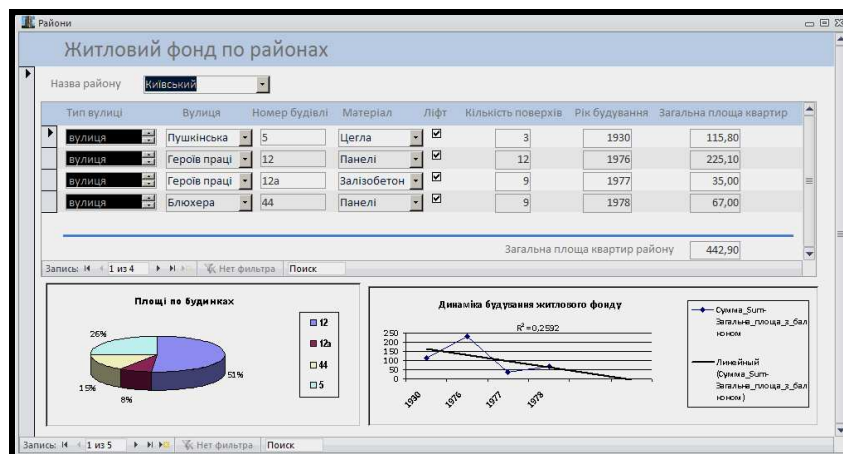 Райони
Житловий фонд по районах
Назва району Київський
Тип вулиці Вулиця Номер будівлі Матеріал Ліфт Кількість поверхів Рік будування Загальна площа квартир
вулиця Пушкінська 5 Цегла 3 1930 115,80
вулиця Героїв праці 12 Панелі 12 1976 225,10
вулиця Героїв праці 12а Залізобетон 9 1977 35,00
вулиця Блюхера 44 Панелі 9 1978 67,00
Загальна площа квартир району 442,90
Запись: 1 из 4 Нет фильтра Поиск
Площі по будинках
26%
51%
15%
8%
12
12а
44
5
Динаміка будування житлового фонду
R²=0,2592
250
200
150
100
50
0
1930 1976 1977 1978
Сумма_Sum-
Загальна_площа_з_бал
коном
Линейный
(Сумма_Sum-
Загальна_площа_з_бал
коном)
Запись: 1 из 5 Нет фильтра Поиск